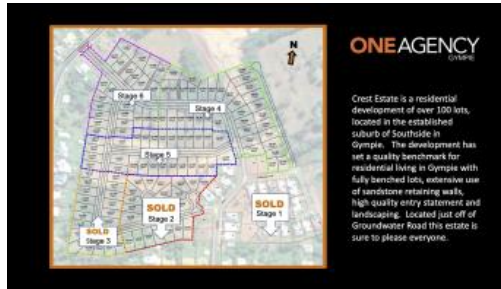 N
Stage 6
Stage 4
Stage 5
SOLD
Stage 2
SOLD
Stage 1
SOLD
Stage 3
ONEAGENCY
GYMPIE
Crest Estate is a residential
development of over 100 lots,
located in the established
suburb of Southside in
Gympie. The development has
set a quality benchmark for
residential living in Gympie with
fully benched lots, extensive use
of sandstone retaining walls,
high quality entry statement and
landscaping. Located just off of
Groundwater Road this estate is
sure to please everyone.